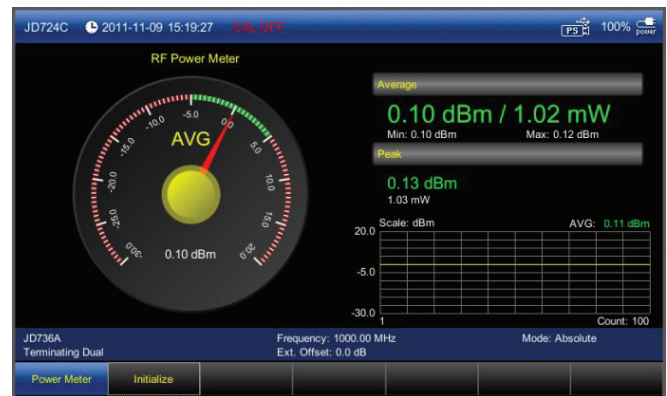 JD724C 2011-11-09 15:19:27 CAL OFF PS 100% power
RF Power Meter
AVG
-30.0
-25.0
-20.0
-15.0
-10.0
-5.0
0.0
5.0
10.0
15.0
20.0
0.10 dBm
Average
0.10 dBm / 1.02 mW
Min: 0.10 dBm Max: 0.12 dBm
Peak
0.13 dBm
1.03 mW
Scale: dBm AVG: 0.11 dBm
20.0
-5.0
-30.0
1 Count: 100
JD736A Frequency: 1000.00 MHz Mode: Absolute
Terminating Dual Ext. Offset: 0.0 dB
Power Meter Initialize